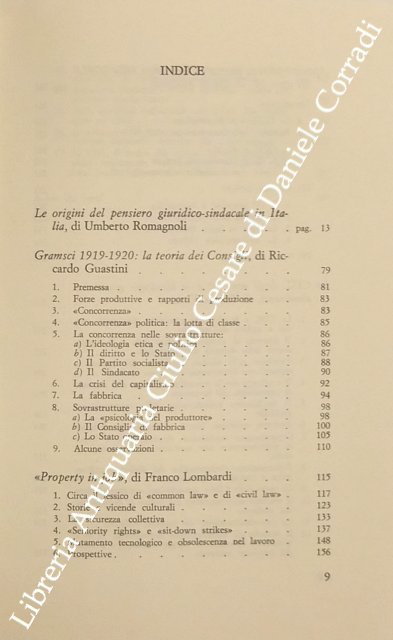 INDICE
Le origini del pensiero giuridico-sindacale in Ita-
lia, di Umberto Romagnoli . . . . . pag. 13
Gramsci 1919-1920: la teoria dei Consigli, di Ric-
cardo Guastini . . . . . . . . 79
1. Premessa . . . . . . . . 81
2. Forze produttive e rapporti di produzione . . 83
3. «Concorrenza» . . . . . . . 83
4. «Concorrenza» politica: la lotta di classe . . . 85
5. La concorrenza nelle sovrastrutture: 86
a) L'ideologia etica e politica . . . . . 86
b) Il diritto e lo Stato . . . . . 87
c) Il Partito socialista . . . . . 88
d) Il Sindacato . . . . . . 90
6. La crisi del capitalismo . . . . . 92
7. La fabbrica . . . . . . . 94
8. Sovrastrutture proletarie . . . . . 98
a) La «psicologia del produttore» . . . . 98
b) Il Consiglio di fabbrica . . . . . 100
c) Lo Stato operaio . . . . . 105
9. Alcune osservazioni . . . . . . 110
«Property in job», di Franco Lombardi . . . 115
1. Circa il lessico di «common law» e di «civil law» . 117
2. Storie e vicende culturali . . . . . 123
3. La sicurezza collettiva . . . . . 133
4. «Seniority rights» e «sit-down strikes» . . . 137
5. Mutamento tecnologico e obsolescenza nel lavoro . 148
6. Prospettive . . . . . . . 156
9
Libreria Antiquaria Giulio Cesare di Daniele Corradi